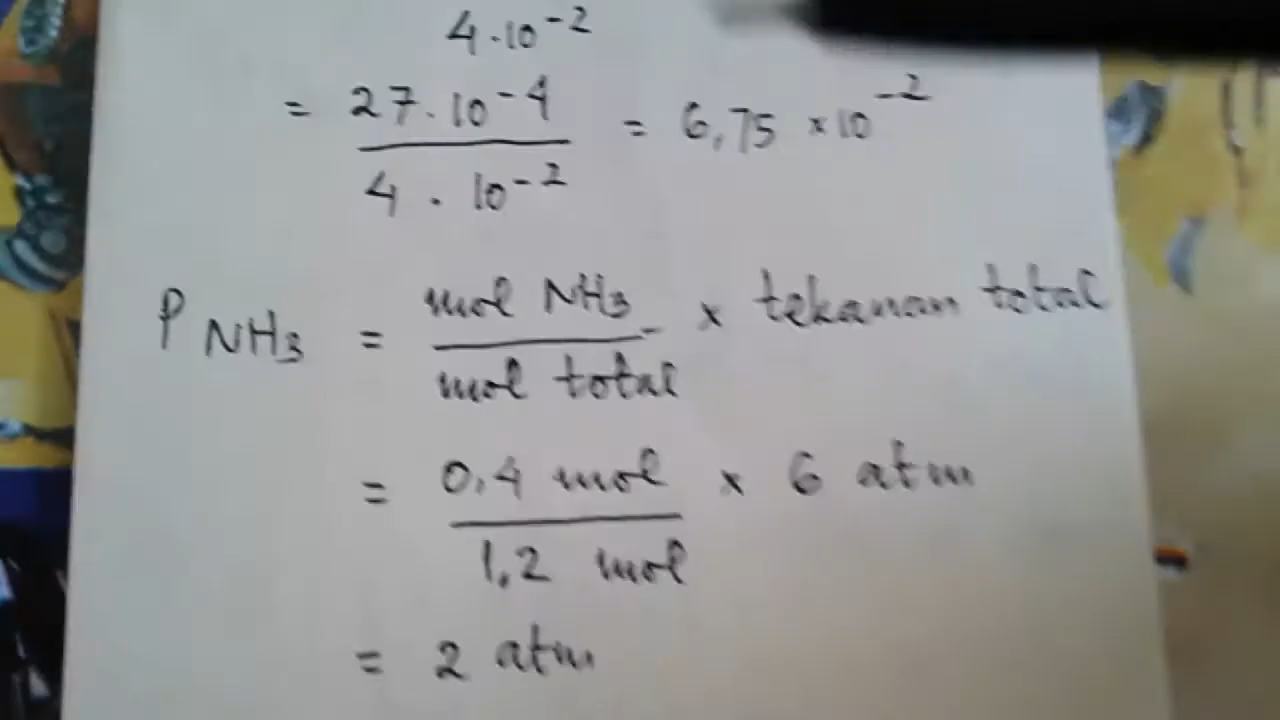 4 · 10⁻²
= 27 · 10⁻⁴ / 4 · 10⁻² = 6,75 × 10⁻²
P NH₃ = mol NH₃ / mol total × tekanan total
= 0,4 mol / 1,2 mol × 6 atm
= 2 atm